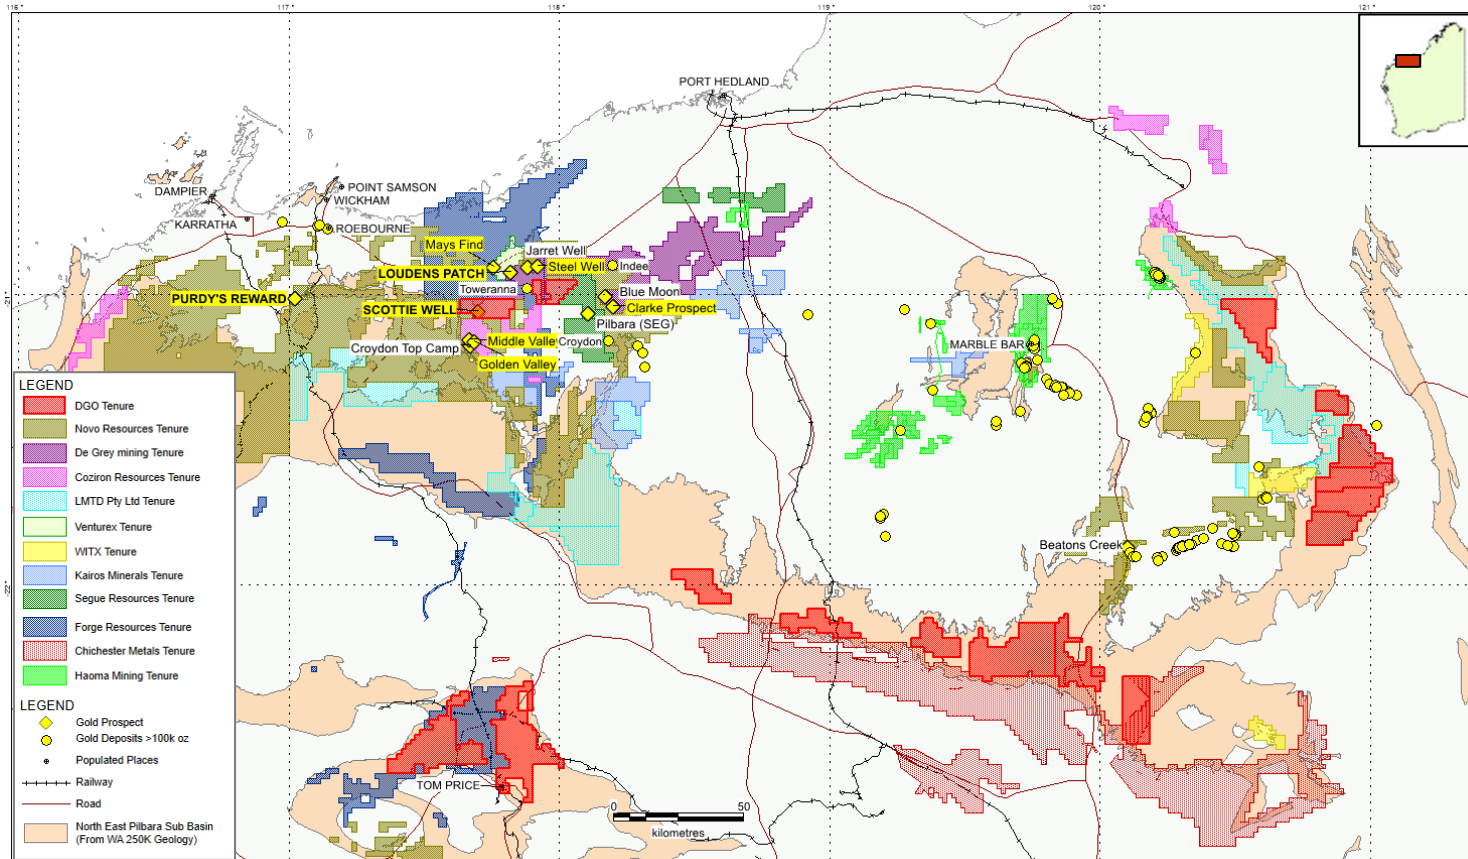 116°
117°
118°
119°
120°
121°
PORT HEDLAND
DAMPIER
POINT SAMSON
WICKHAM
KARRATHA
ROEBOURNE
Mays Find
Jarret Well
LOUDENS PATCH
Steel Well
Indee
Toweranna
Blue Moon
PURDY'S REWARD
-21°
SCOTTIE WELL
Clarke Prospect
Pilbara (SEG)
Middle Valle
Croydon
MARBLE BAR
Croydon Top Camp
Golden Valley
LEGEND
DGO Tenure
Novo Resources Tenure
De Grey mining Tenure
Coziron Resources Tenure
LMTD Pty Ltd Tenure
Venturex Tenure
WITX Tenure
Kairos Minerals Tenure
Segue Resources Tenure
Forge Resources Tenure
Chichester Metals Tenure
Haoma Mining Tenure
Beatons Creek
-22°
LEGEND
Gold Prospect
Gold Deposits >100k oz
Populated Places
Railway
Road
North East Pilbara Sub Basin
(From WA 250K Geology)
TOM PRICE
0
50
kilometres